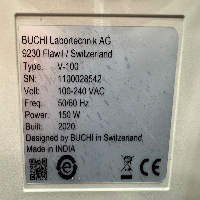 BUCHI Labortechnik AG
9230 Flawil / Switzerland
Type: V-100
SN: 1100028542
Volt: 100-240 VAC
Freq. 50/60 Hz
Power: 150 W
Built: 2020
Designed by BUCHI in Switzerland
Made in INDIA
CE